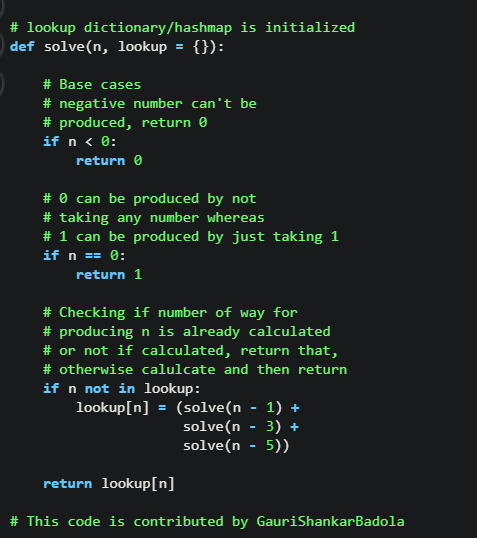 # lookup dictionary/hashmap is initialized
def solve(n, lookup = {}):
    # Base cases
    # negative number can't be
    # produced, return 0
    if n < 0:
        return 0
    # 0 can be produced by not
    # taking any number whereas
    # 1 can be produced by just taking 1
    if n == 0:
        return 1
    # Checking if number of way for
    # producing n is already calculated
    # or not if calculated, return that,
    # otherwise calulcate and then return
    if n not in lookup:
        lookup[n] = (solve(n - 1) +
                     solve(n - 3) +
                     solve(n - 5))
    return lookup[n]
# This code is contributed by GauriShankarBadola